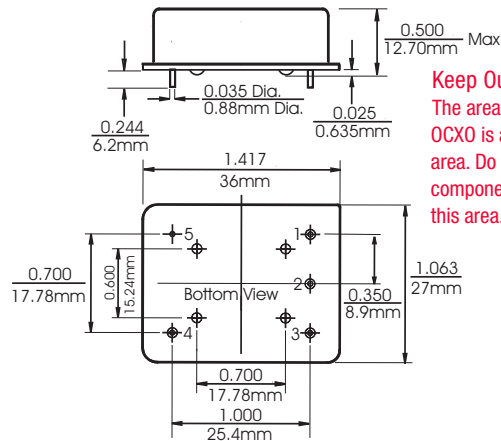 0.500
12.70mm Max
Keep Ou
The area
OCXO is a
area. Do
compone
this area.
0.035 Dia.
0.88mm Dia.
0.025
0.635mm
0.244
6.2mm
1.417
36mm
5
1
0.700
17.78mm
0.600
15.24mm
Bottom View
2
0.350
8.9mm
1.063
27mm
4
3
0.700
17.78mm
1.000
25.4mm